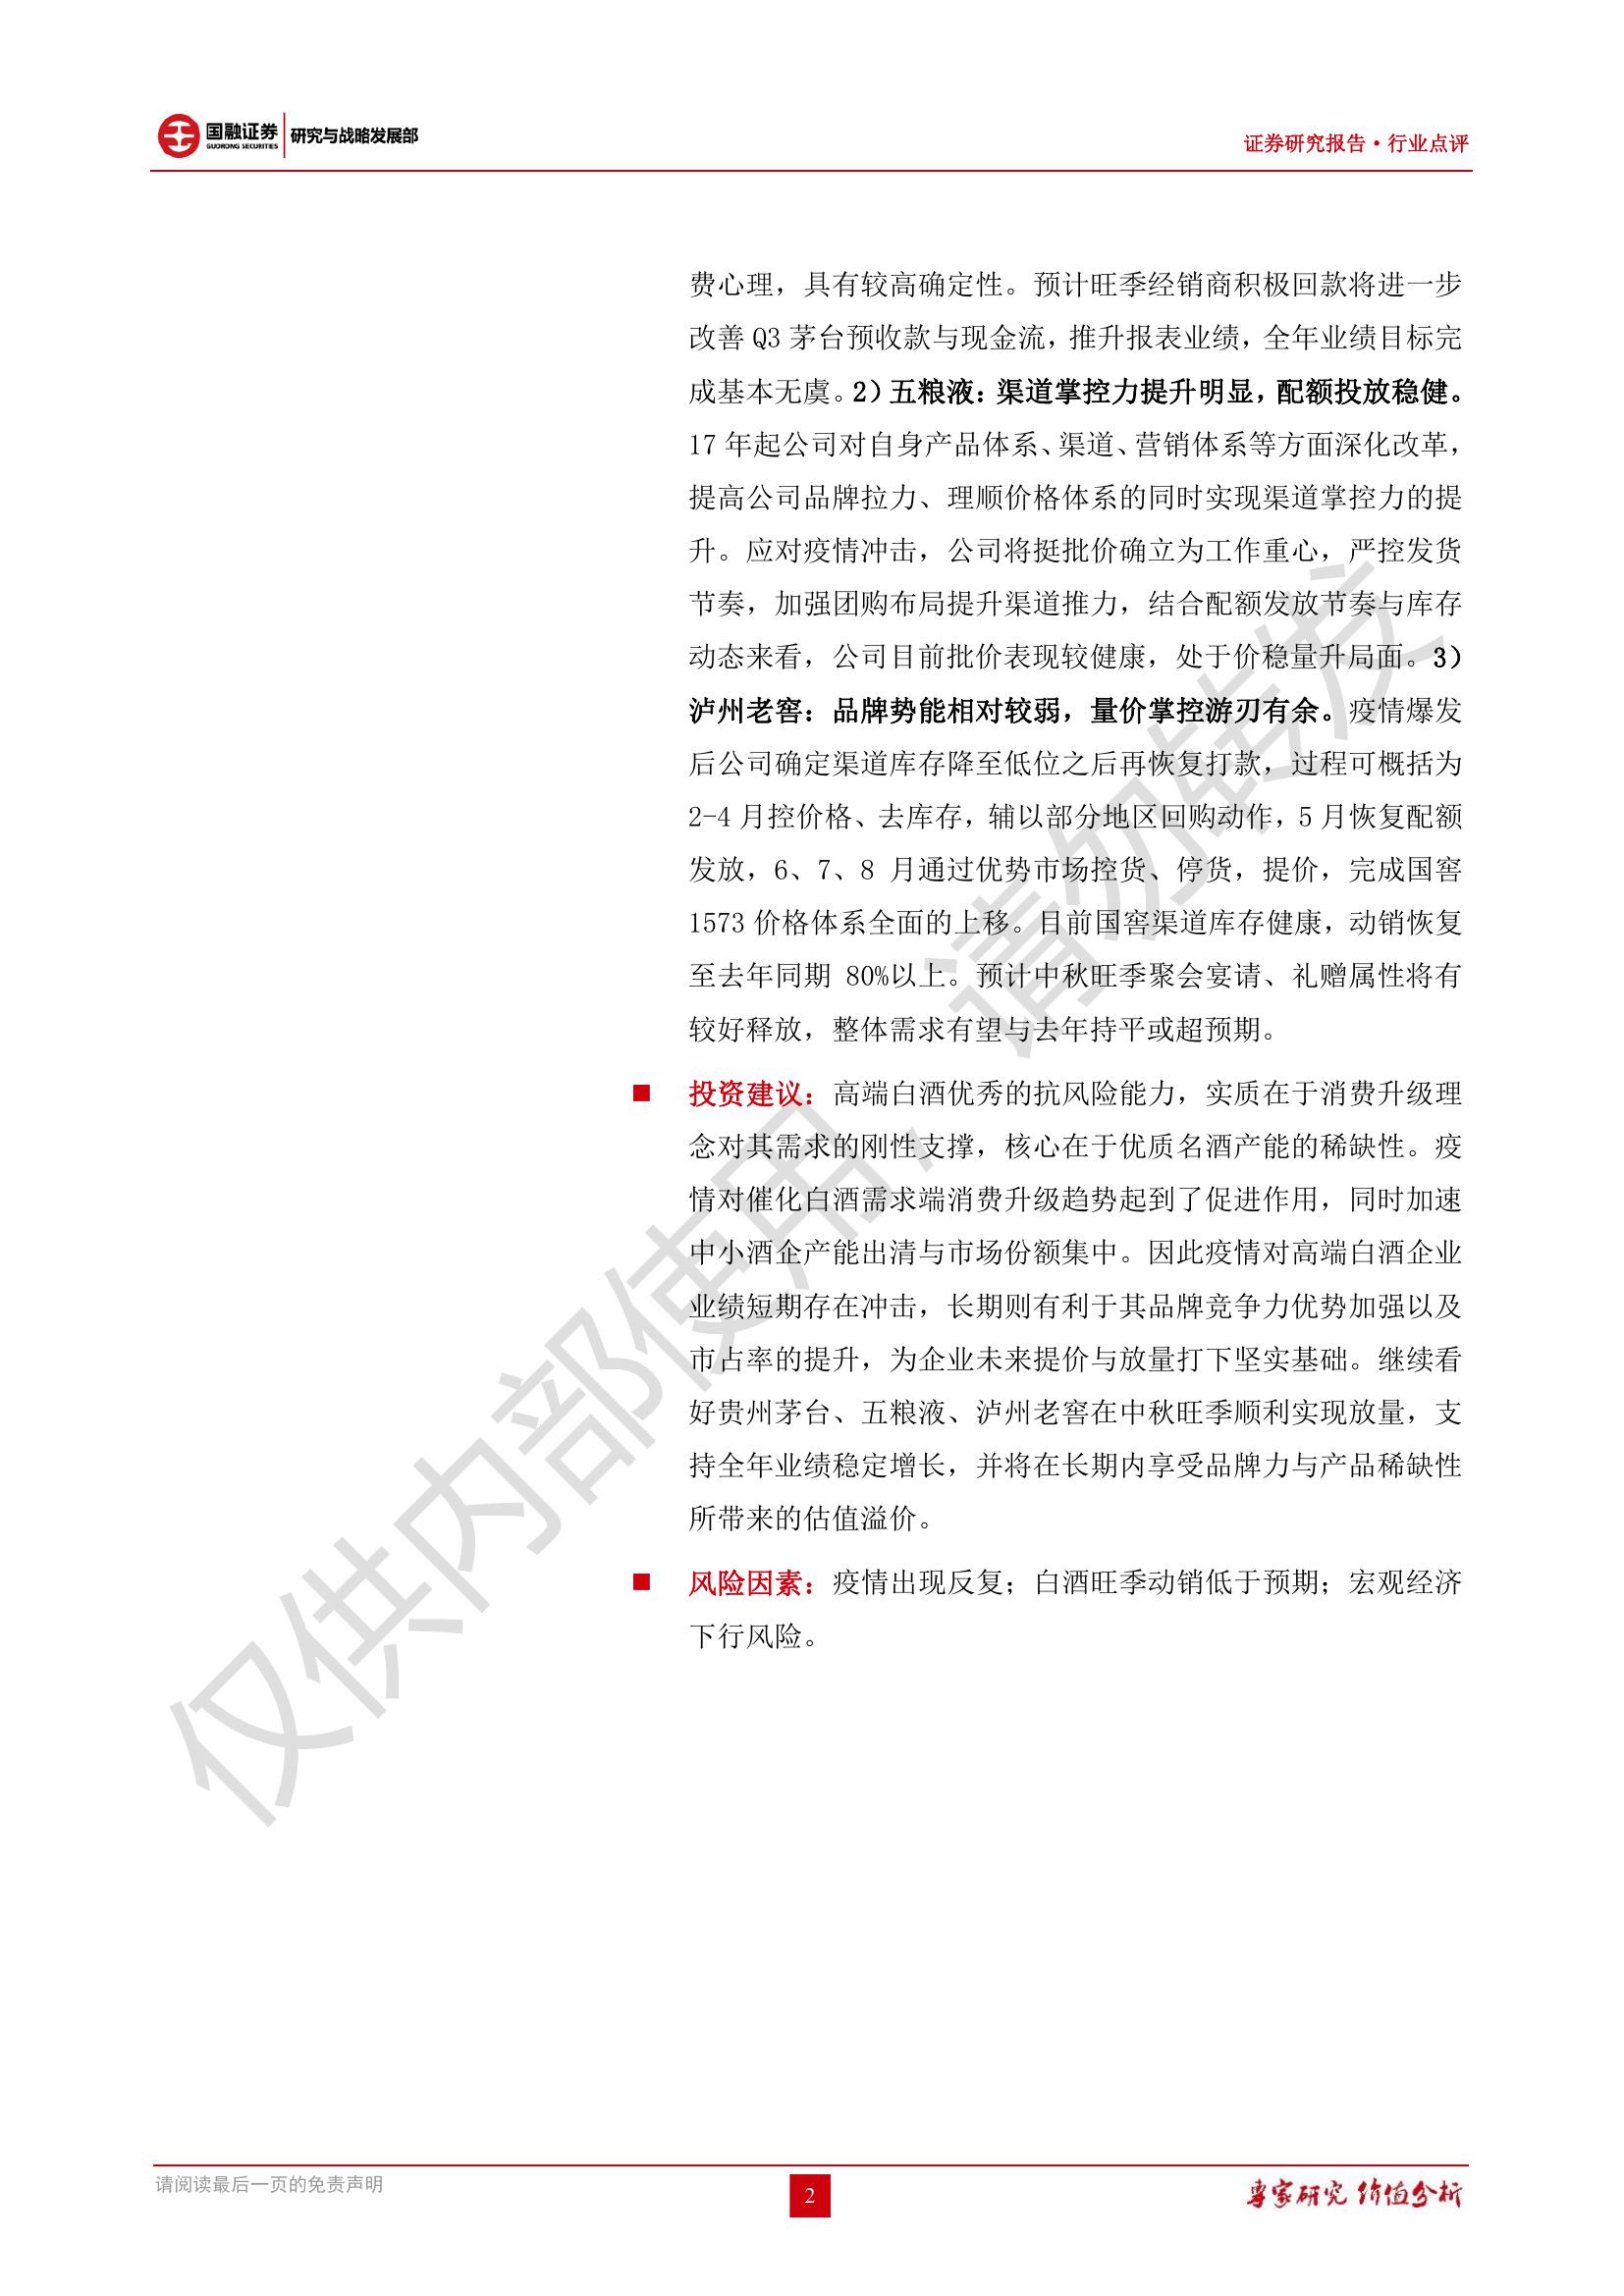 国融证券
GUORONG SECURITIES
研究与战略发展部
证券研究报告·行业点评
费心理，具有较高确定性。预计旺季经销商积极回款将进一步
改善 Q3 茅台预收款与现金流，推升报表业绩，全年业绩目标完
成基本无虞。2）五粮液：渠道掌控力提升明显，配额投放稳健。
17 年起公司对自身产品体系、渠道、营销体系等方面深化改革，
提高公司品牌拉力、理顺价格体系的同时实现渠道掌控力的提
升。应对疫情冲击，公司将挺批价确立为工作重心，严控发货
节奏，加强团购布局提升渠道推力，结合配额发放节奏与库存
动态来看，公司目前批价表现较健康，处于价稳量升局面。3）
泸州老窖：品牌势能相对较弱，量价掌控游刃有余。疫情爆发
后公司确定渠道库存降至低位之后再恢复打款，过程可概括为
2-4 月控价格、去库存，辅以部分地区回购动作，5 月恢复配额
发放，6、7、8 月通过优势市场控货、停货，提价，完成国窖
1573 价格体系全面的上移。目前国窖渠道库存健康，动销恢复
至去年同期 80%以上。预计中秋旺季聚会宴请、礼赠属性将有
较好释放，整体需求有望与去年持平或超预期。
投资建议：高端白酒优秀的抗风险能力，实质在于消费升级理
念对其需求的刚性支撑，核心在于优质名酒产能的稀缺性。疫
情对催化白酒需求端消费升级趋势起到了促进作用，同时加速
中小酒企产能出清与市场份额集中。因此疫情对高端白酒企业
业绩短期存在冲击，长期则有利于其品牌竞争力优势加强以及
市占率的提升，为企业未来提价与放量打下坚实基础。继续看
好贵州茅台、五粮液、泸州老窖在中秋旺季顺利实现放量，支
持全年业绩稳定增长，并将在长期内享受品牌力与产品稀缺性
所带来的估值溢价。
风险因素：疫情出现反复；白酒旺季动销低于预期；宏观经济
下行风险。
仅供内部使用，请勿转发
请阅读最后一页的免责声明
2
专家研究 价值分析